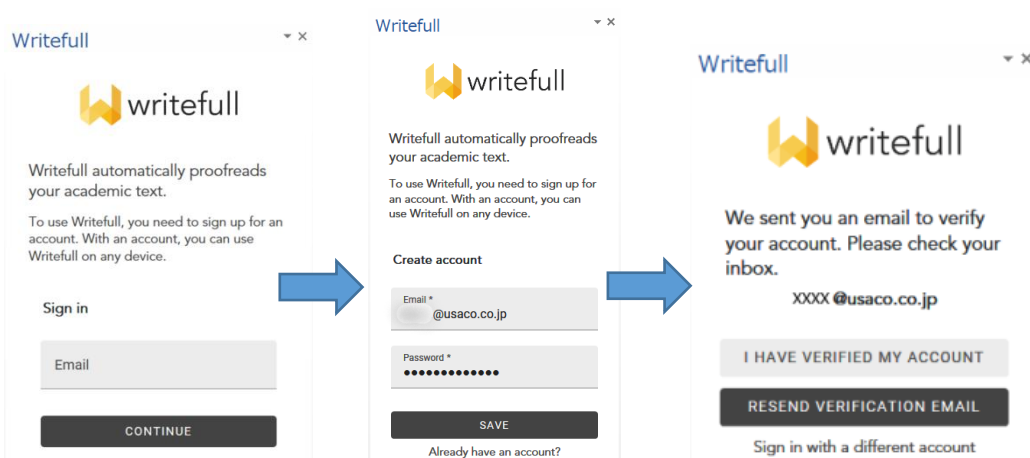 Writefull
writefull
Writefull automatically proofreads
your academic text.
To use Writefull, you need to sign up for an
account. With an account, you can use
Writefull on any device.
Sign in
Email
CONTINUE
Writefull
writefull
Writefull automatically proofreads
your academic text.
To use Writefull, you need to sign up for
an account. With an account, you can
use Writefull on any device.
Create account
Email *
@usaco.co.jp
Password *
•••••••••••••
SAVE
Already have an account?
Writefull
writefull
We sent you an email to verify
your account. Please check your
inbox.
XXXX @usaco.co.jp
I HAVE VERIFIED MY ACCOUNT
RESEND VERIFICATION EMAIL
Sign in with a different account